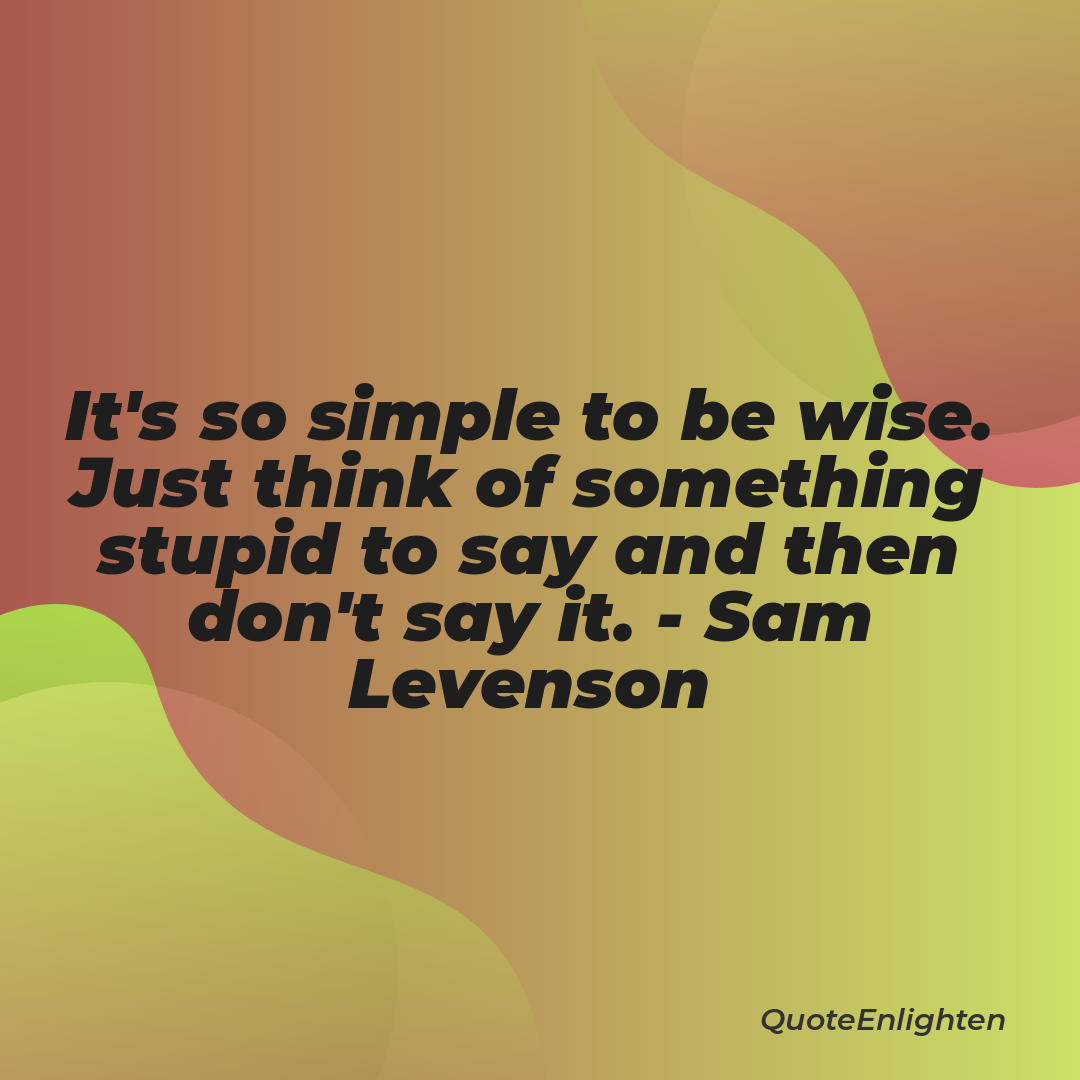 It's so simple to be wise.
Just think of something
stupid to say and then
don't say it. - Sam
Levenson
QuoteEnlighten